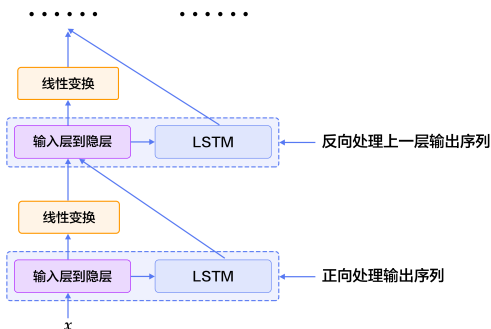 ...... ......
线性变换
输入层到隐层 LSTM 反向处理上一层输出序列
线性变换
输入层到隐层 LSTM 正向处理输出序列
x